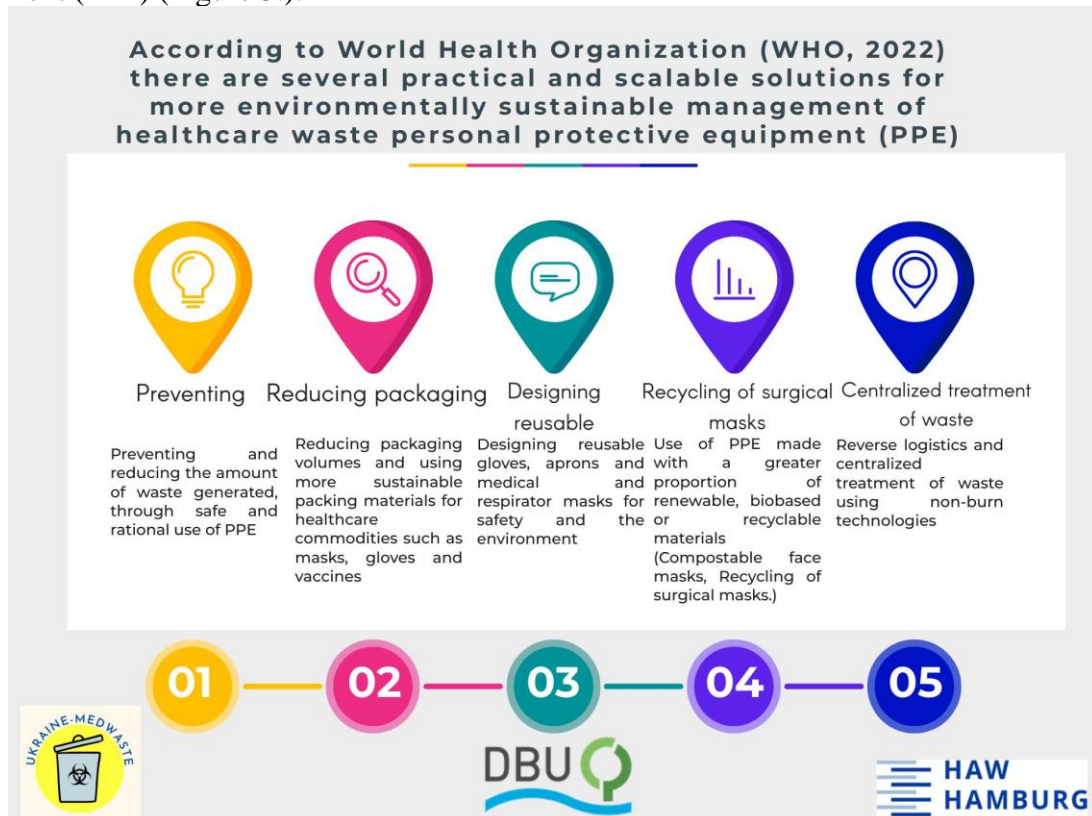 According to World Health Organization (WHO, 2022)
there are several practical and scalable solutions for
more environmentally sustainable management of
healthcare waste personal protective equipment (PPE)
Preventing
Preventing and
reducing the amount
of waste generated,
through safe and
rational use of PPE
Reducing packaging
Reducing packaging
volumes and using
more sustainable
packing materials for
healthcare
commodities such as
masks, gloves and
vaccines
Designing
reusable
Designing reusable
gloves, aprons and
medical and
respirator masks for
safety and the
environment
Recycling of surgical
masks
Use of PPE made
with a greater
proportion of
renewable, biobased
or recyclable
materials
(Compostable face
masks, Recycling of
surgical masks.)
Centralized treatment
of waste
Reverse logistics and
centralized
treatment of waste
using non-burn
technologies
01
02
03
04
05
UKRAINE-MEDWASTE
DBU
HAW
HAMBURG